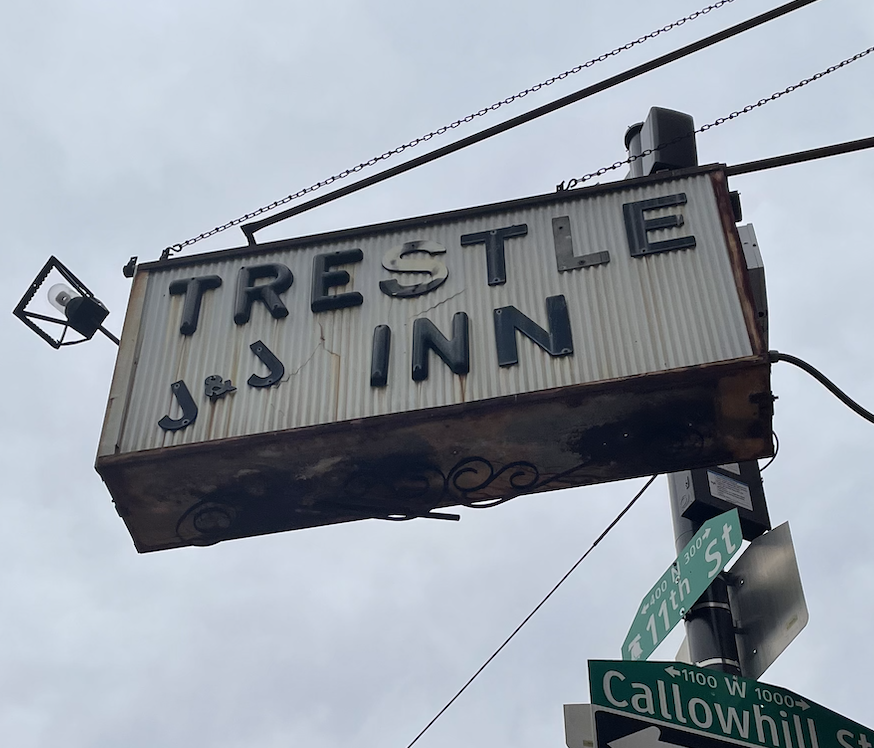 TRESTLE
J & J INN
←400 N 300→
11th St
←1100 W 1000→
Callowhill St